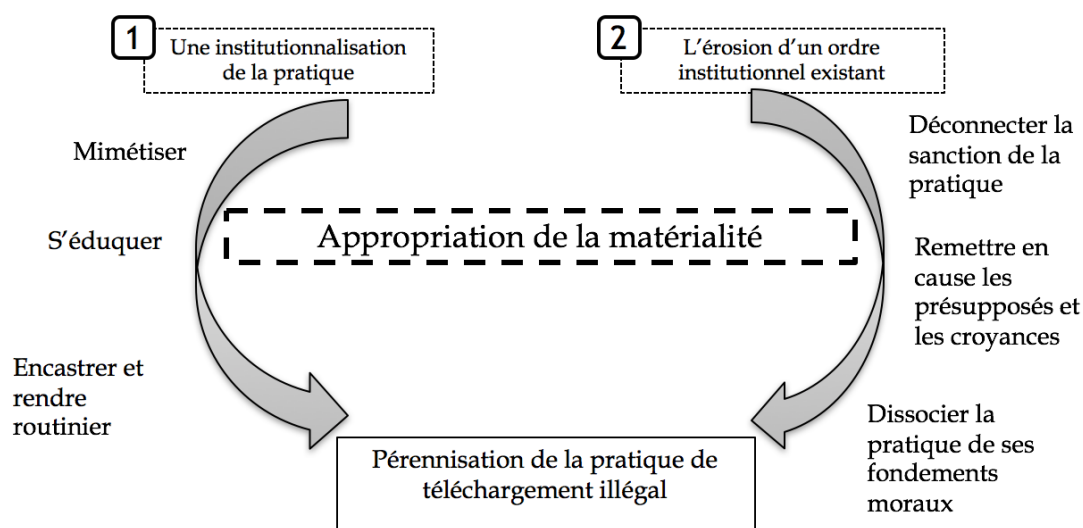 1
Une institutionnalisation
de la pratique
2
L'érosion d'un ordre
institutionnel existant
Mimétiser
S'éduquer
Encastrer et
rendre
routinier
Appropriation de la matérialité
Déconnecter la
sanction de la
pratique
Remettre en
cause les
présupposés et
les croyances
Dissocier la
pratique de ses
fondements
moraux
Pérennisation de la pratique de
téléchargement illégal